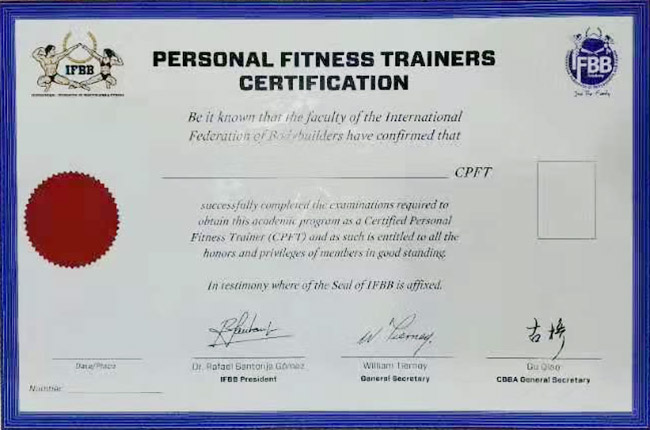 IFBB
PERSONAL FITNESS TRAINERS
CERTIFICATION
IFBB
Be it known that the faculty of the International
Federation of Bodybuilders have confirmed that
CPFT
successfully completed the examinations required to
obtain this academic program as a Certified Personal
Fitness Trainer (CPFT) and as such is entitled to all the
honors and privileges of members in good standing.
In testimony where of the Seal of IFBB is affixed.
W Tierney
吉桥
Date/Place
Dr. Rafael Santonja Gómez
William Tierney
Gu Qiao
IFBB President
General Secretary
CBBA General Secretary
Number